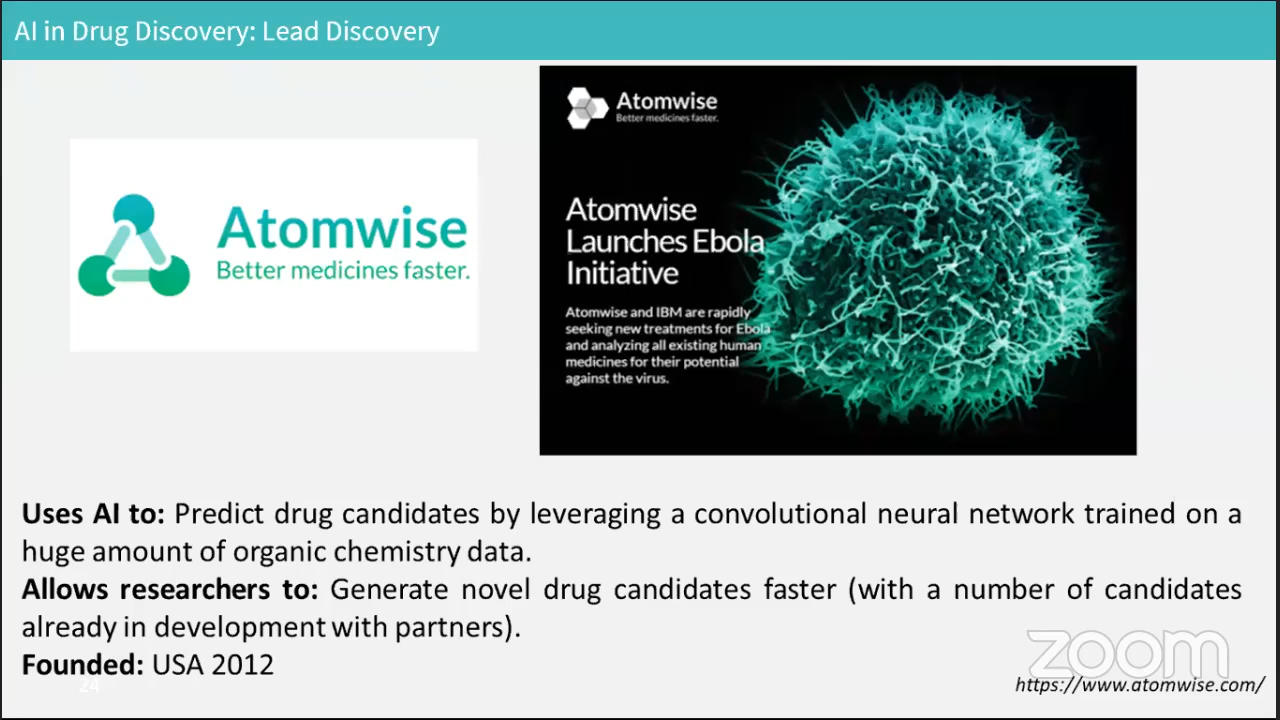 AI in Drug Discovery: Lead Discovery
Atomwise
Better medicines faster.
Atomwise
Better medicines faster.
Atomwise
Launches Ebola
Initiative
Atomwise and IBM are rapidly
seeking new treatments for Ebola
and analyzing all existing human
medicines for their potential
against the virus.
Uses AI to: Predict drug candidates by leveraging a convolutional neural network trained on a
huge amount of organic chemistry data.
Allows researchers to: Generate novel drug candidates faster (with a number of candidates
already in development with partners).
Founded: USA 2012
24
zoom
https://www.atomwise.com/